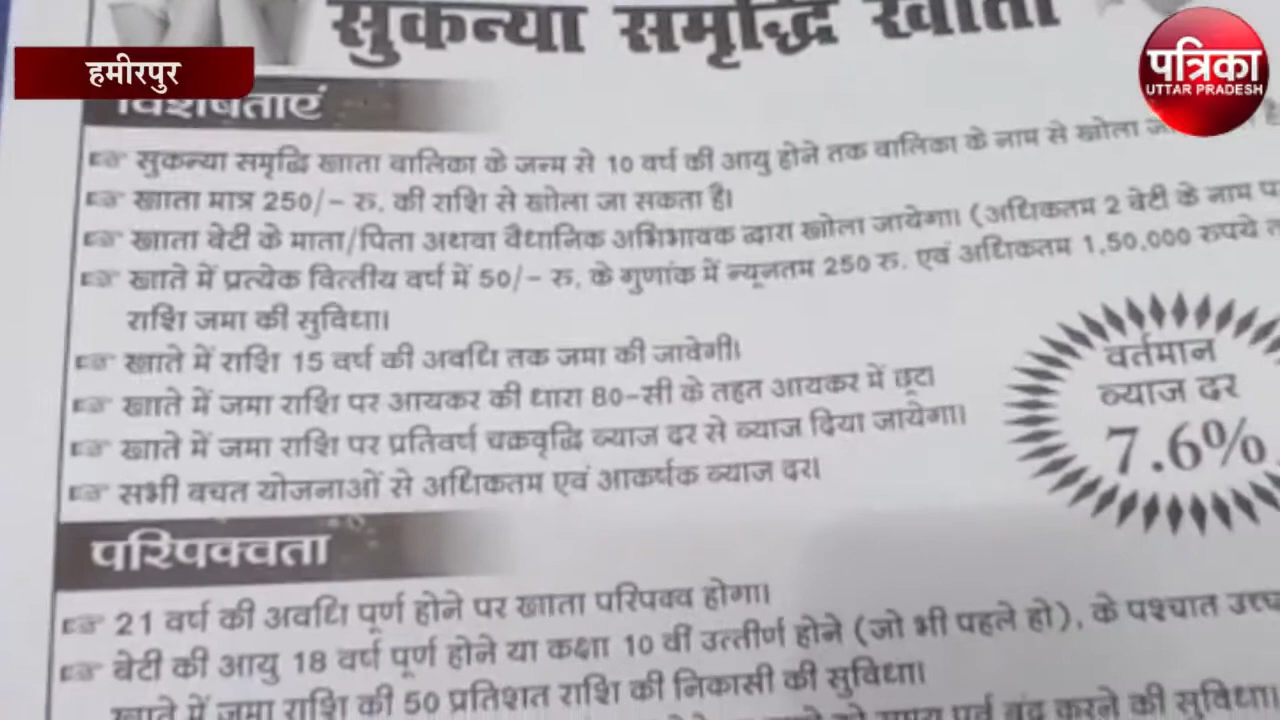 सुकन्या समृद्धि खाता
हमीरपुर
पत्रिका
UTTAR PRADESH
विशेषताएं
सुकन्या समृद्धि खाता बालिका के जन्म से 10 वर्ष की आयु होने तक बालिका के नाम से खोला
खाता मात्र 250/- रु. की राशि से खोला जा सकता है।
खाता बेटी के माता/पिता अथवा वैधानिक अभिभावक द्वारा खोला जायेगा। (अधिकतम 2 बेटी के नाम
खाते में प्रत्येक वित्तीय वर्ष में 50/- रु. के गुणांक में न्यूनतम 250 रु. एवं अधिकतम 1,50,000 रुपये
राशि जमा की सुविधा।
खाते में राशि 15 वर्ष की अवधि तक जमा की जावेगी।
खाते में जमा राशि पर आयकर की धारा 80-सी के तहत आयकर में छूट।
खाते में जमा राशि पर प्रतिवर्ष चक्रवृद्धि ब्याज दर से ब्याज दिया जायेगा।
सभी बचत योजनाओं से अधिकतम एवं आकर्षक ब्याज दर।
वर्तमान
ब्याज दर
7.6%
परिपक्वता
21 वर्ष की अवधि पूर्ण होने पर खाता परिपक्व होगा।
बेटी की आयु 18 वर्ष पूर्ण होने या कक्षा 10 वीं उत्तीर्ण होने (जो भी पहले हो), के पश्चात
खाते में जमा राशि की 50 प्रतिशत राशि की निकासी की सुविधा।
पूर्व बंद करने की सुविधा।